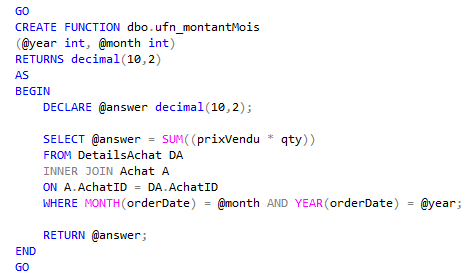 GO
CREATE FUNCTION dbo.ufn_montantMois
(@year int, @month int)
RETURNS decimal(10,2)
AS
BEGIN
    DECLARE @answer decimal(10,2);

    SELECT @answer = SUM((prixVendu * qty))
    FROM DetailsAchat DA
    INNER JOIN Achat A
    ON A.AchatID = DA.AchatID
    WHERE MONTH(orderDate) = @month AND YEAR(orderDate) = @year;

    RETURN @answer;
END
GO